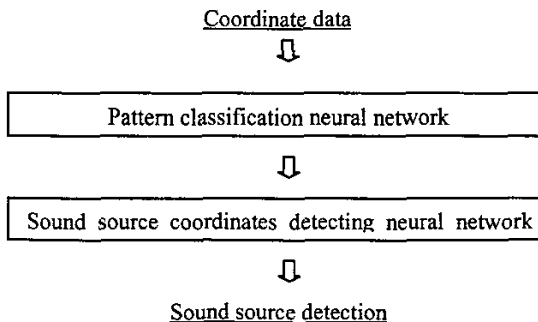 Coordinate data
Pattern classification neural network
Sound source coordinates detecting neural network
Sound source detection